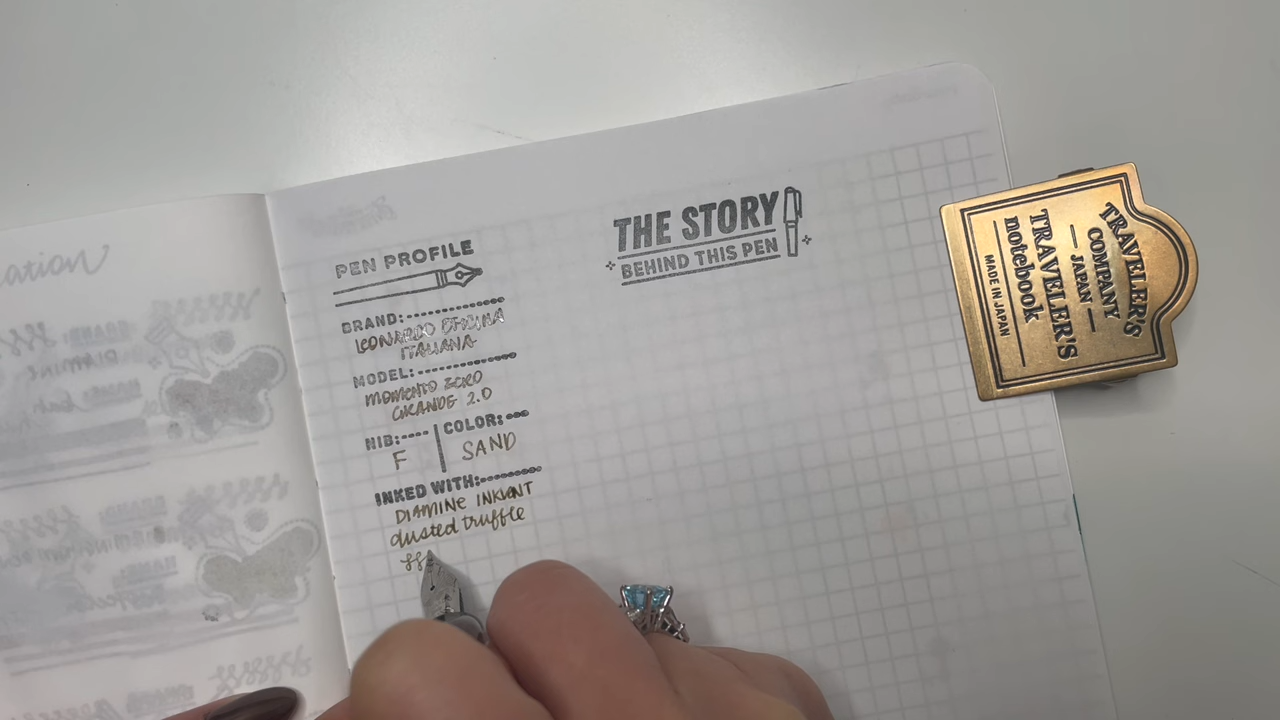 PEN PROFILE
BRAND:
LEONARDO OFICINA
ITALIANA
MODEL:
MOMENTO ZERO
GRANDE 2.0
NIB:
F
COLOR:
SAND
INKED WITH:
DIAMINE INKVENT
dusted truffle
THE STORY
BEHIND THIS PEN
TRAVELER'S
COMPANY
— JAPAN —
TRAVELER'S
notebook
MADE IN JAPAN